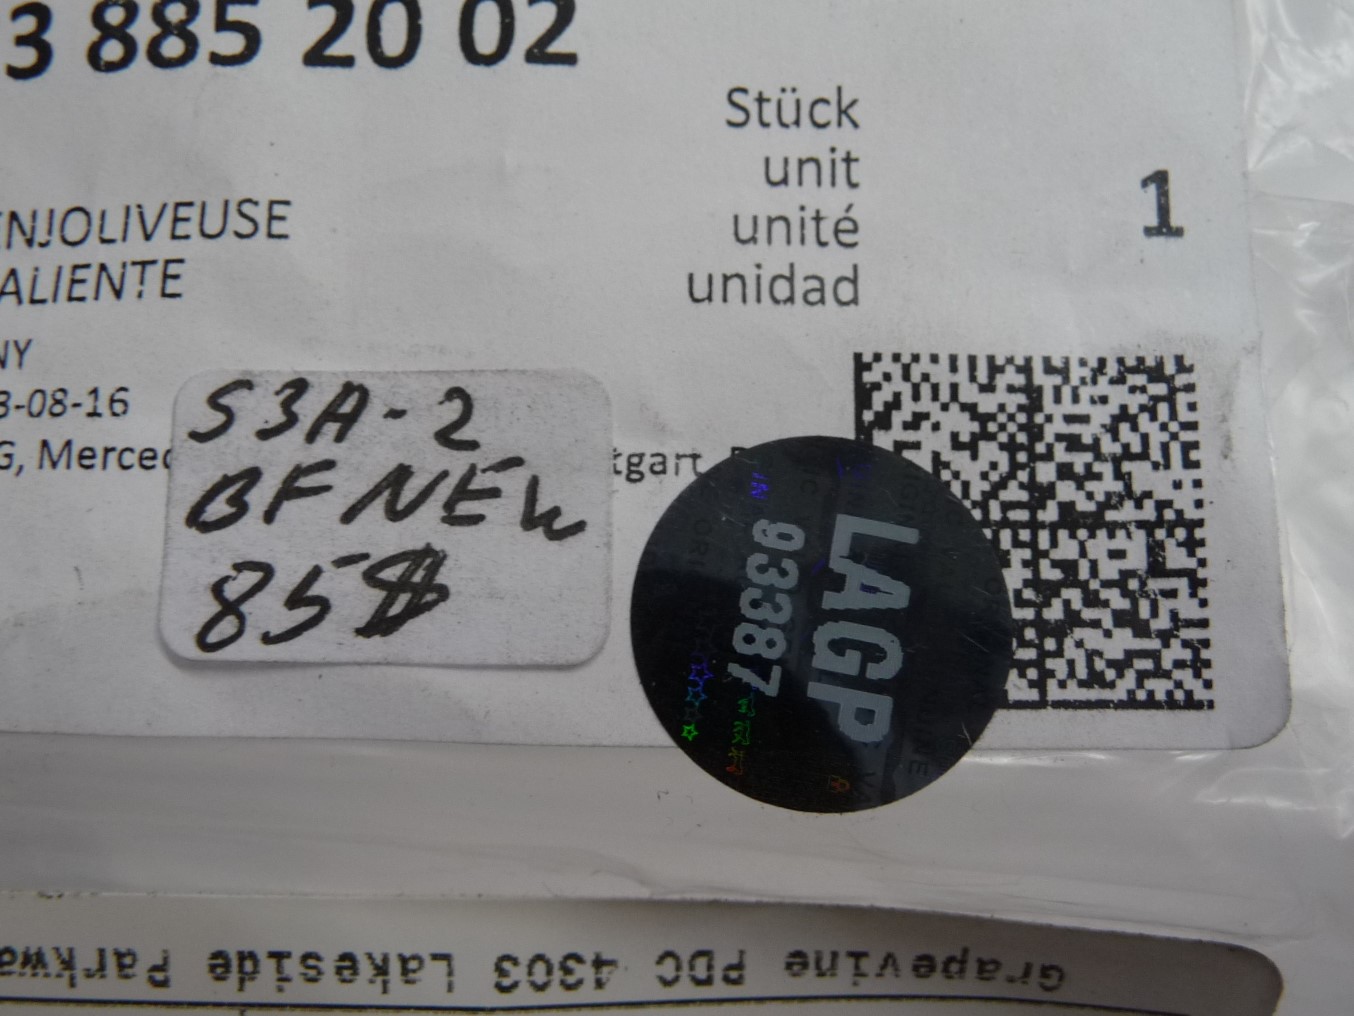 3 885 20 02
Stück
unit
unité
unidad
1
ENJOLIVEUSE
ALIENTE
NY
3-08-16
G, Merced
tgart,
S3A-2
BF NEW
85$
LAGP
93387
Grapevine PDC 4303 Lakeside Parkwa